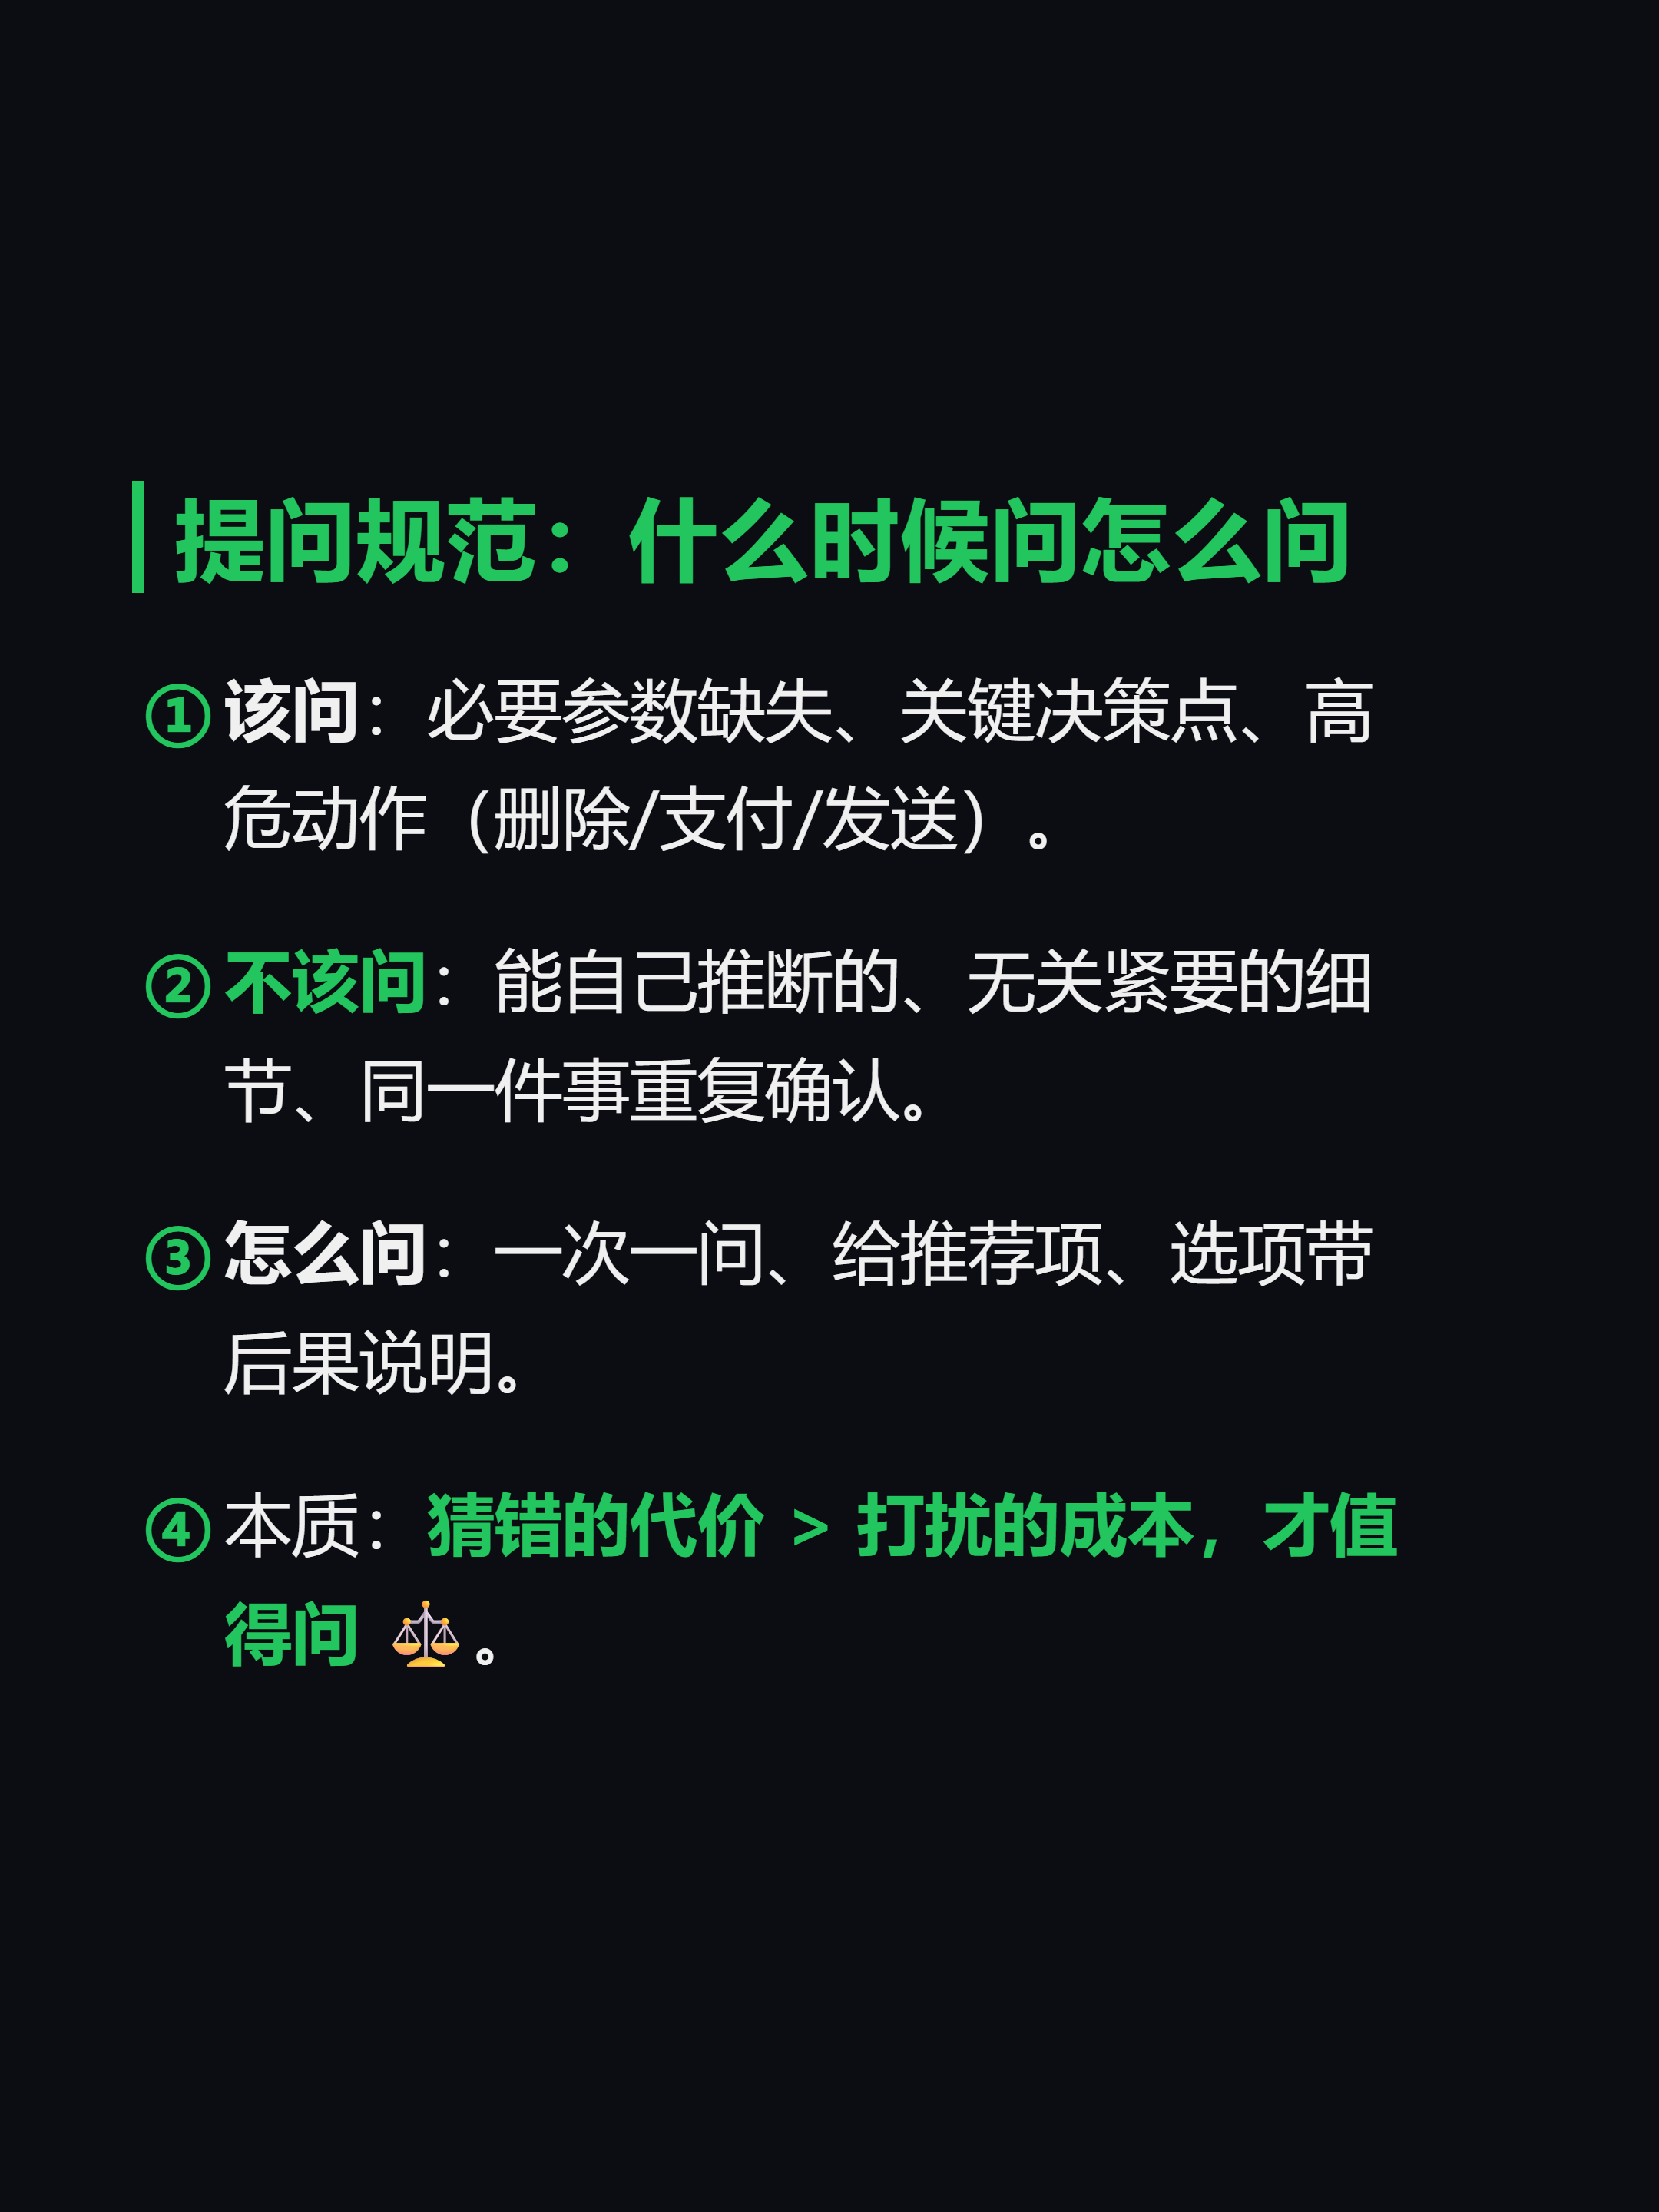 提问规范：什么时候问怎么问
① 该问：必要参数缺失、关键决策点、高
危动作（删除/支付/发送）。
② 不该问：能自己推断的、无关紧要的细
节、同一件事重复确认。
③ 怎么问：一次一问、给推荐项、选项带
后果说明。
④ 本质：猜错的代价 > 打扰的成本，才值
得问 ⚖️。